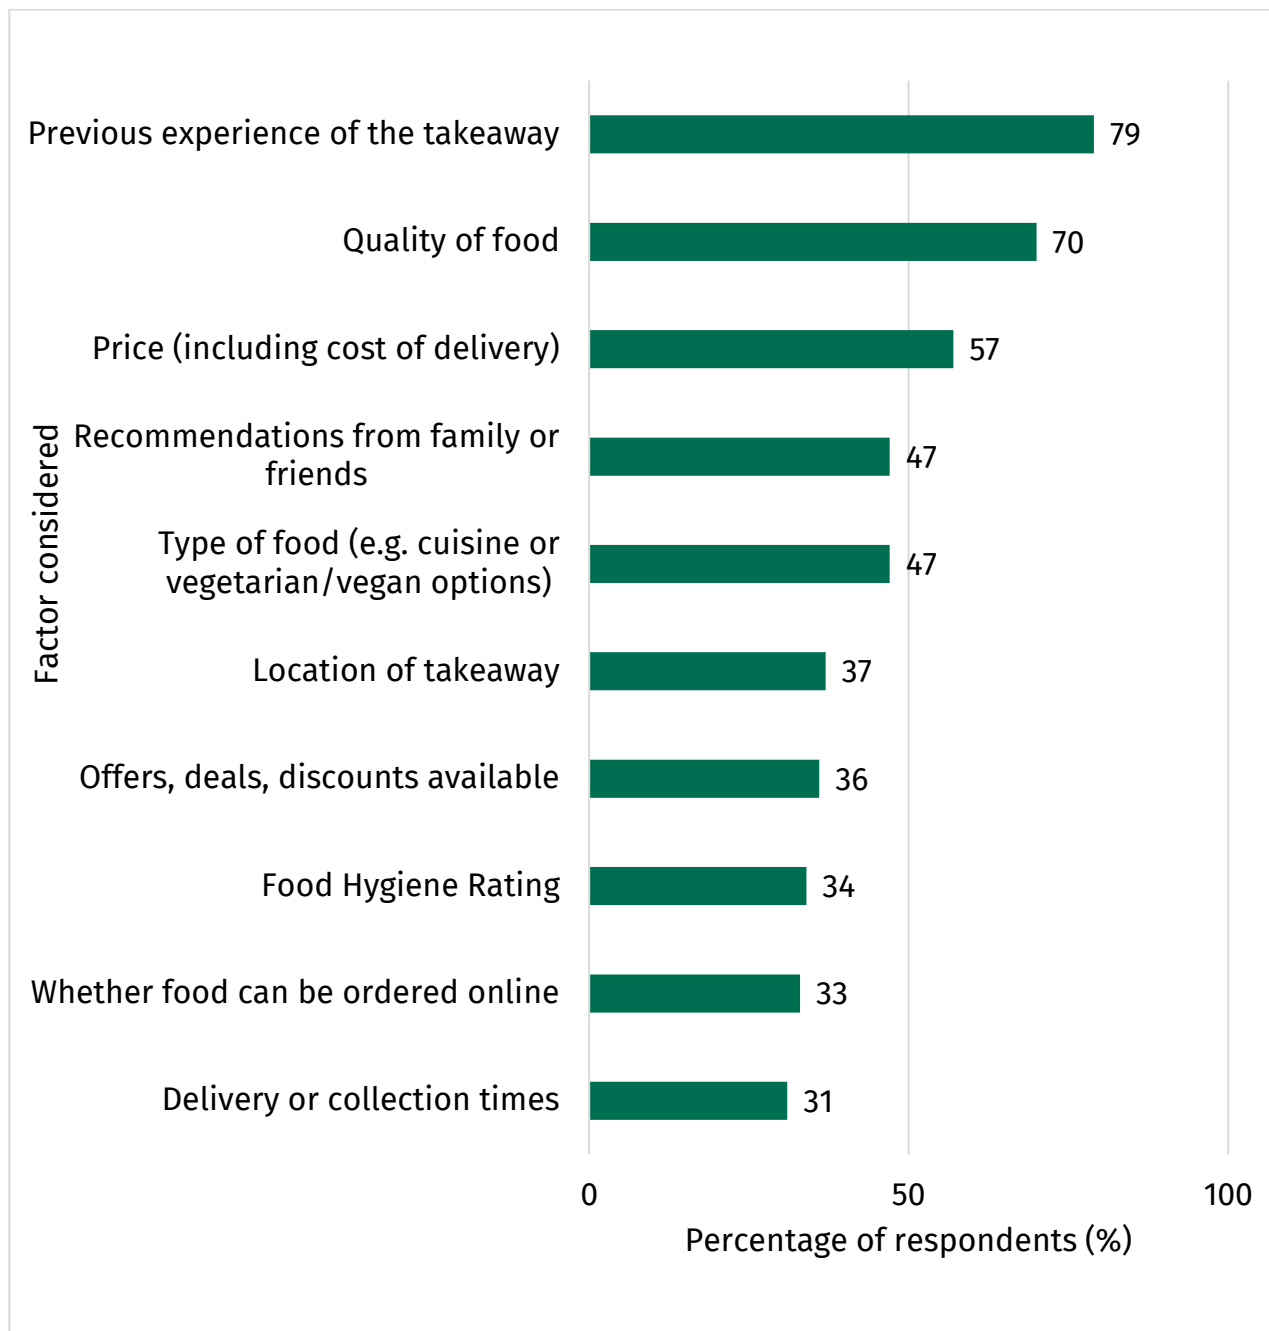 Previous experience of the takeaway
79
Quality of food
70
Price (including cost of delivery)
57
Recommendations from family or
friends
47
Type of food (e.g. cuisine or
vegetarian/vegan options)
47
Location of takeaway
37
Offers, deals, discounts available
36
Food Hygiene Rating
34
Whether food can be ordered online
33
Delivery or collection times
31
Factor considered
0
50
100
Percentage of respondents (%)